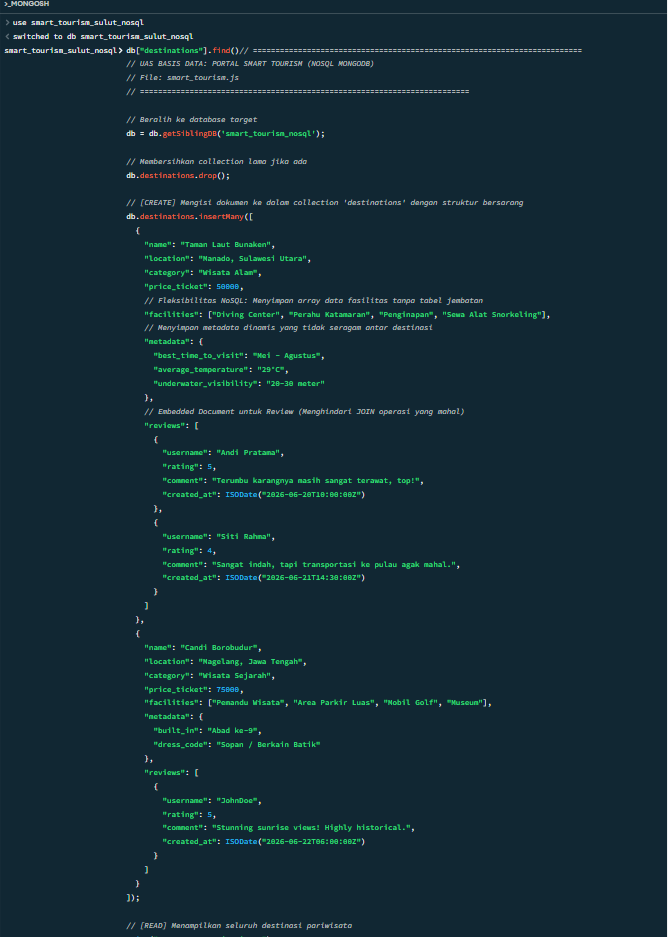 >_MONGOSH
> use smart_tourism_sulut_nosql
< switched to db smart_tourism_sulut_nosql
smart_tourism_sulut_nosql> db["destinations"].find()// =========================================================================
// UAS BASIS DATA: PORTAL SMART TOURISM (NOSQL MONGODB)
// File: smart_tourism.js
// =========================================================================
// Beralih ke database target
db = db.getSiblingDB('smart_tourism_nosql');
// Membersihkan collection lama jika ada
db.destinations.drop();
// [CREATE] Mengisi dokumen ke dalam collection 'destinations' dengan struktur bersarang
db.destinations.insertMany([
{
"name": "Taman Laut Bunaken",
"location": "Manado, Sulawesi Utara",
"category": "Wisata Alam",
"price_ticket": 50000,
// Fleksibilitas NoSQL: Menyimpan array data fasilitas tanpa tabel jembatan
"facilities": ["Diving Center", "Perahu Katamaran", "Penginapan", "Sewa Alat Snorkeling"],
// Menyimpan metadata dinamis yang tidak seragam antar destinasi
"metadata": {
"best_time_to_visit": "Mei - Agustus",
"average_temperature": "29°C",
"underwater_visibility": "20-30 meter"
},
// Embedded Document untuk Review (Menghindari JOIN operasi yang mahal)
"reviews": [
{
"username": "Andi Pratama",
"rating": 5,
"comment": "Terumbu karangnya masih sangat terawat, top!",
"created_at": ISODate("2026-06-20T10:00:00Z")
},
{
"username": "Siti Rahma",
"rating": 4,
"comment": "Sangat indah, tapi transportasi ke pulau agak mahal.",
"created_at": ISODate("2026-06-21T14:30:00Z")
}
]
},
{
"name": "Candi Borobudur",
"location": "Magelang, Jawa Tengah",
"category": "Wisata Sejarah",
"price_ticket": 75000,
"facilities": ["Pemandu Wisata", "Area Parkir Luas", "Mobil Golf", "Museum"],
"metadata": {
"built_in": "Abad ke-9",
"dress_code": "Sopan / Berkain Batik"
},
"reviews": [
{
"username": "JohnDoe",
"rating": 5,
"comment": "Stunning sunrise views! Highly historical.",
"created_at": ISODate("2026-06-22T06:00:00Z")
}
]
}
]);
// [READ] Menampilkan seluruh destinasi pariwisata